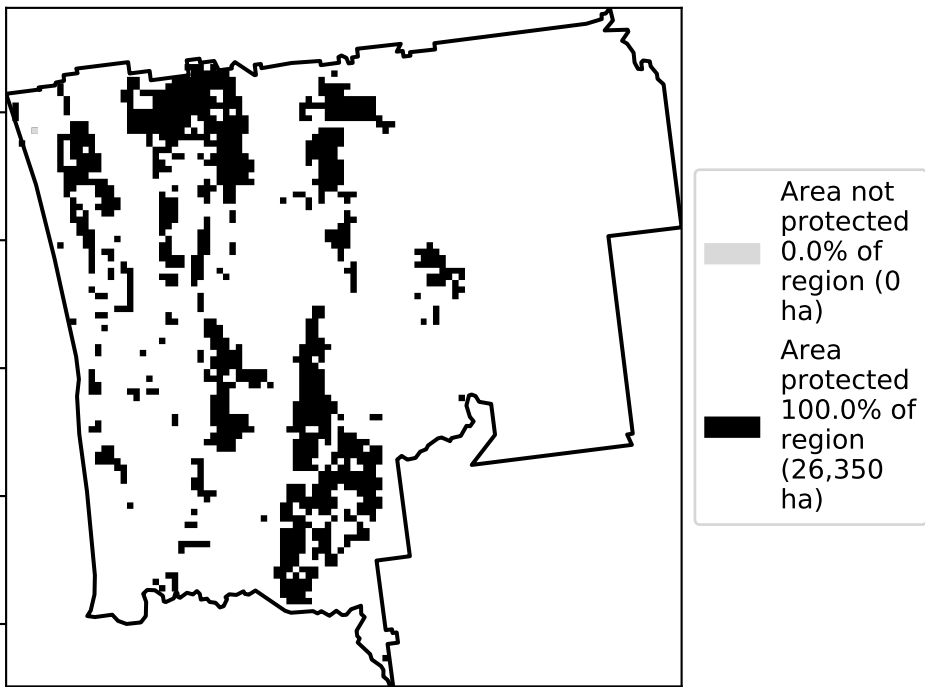 Area not
protected
0.0% of
region (0
ha)
Area
protected
100.0% of
region
(26,350
ha)